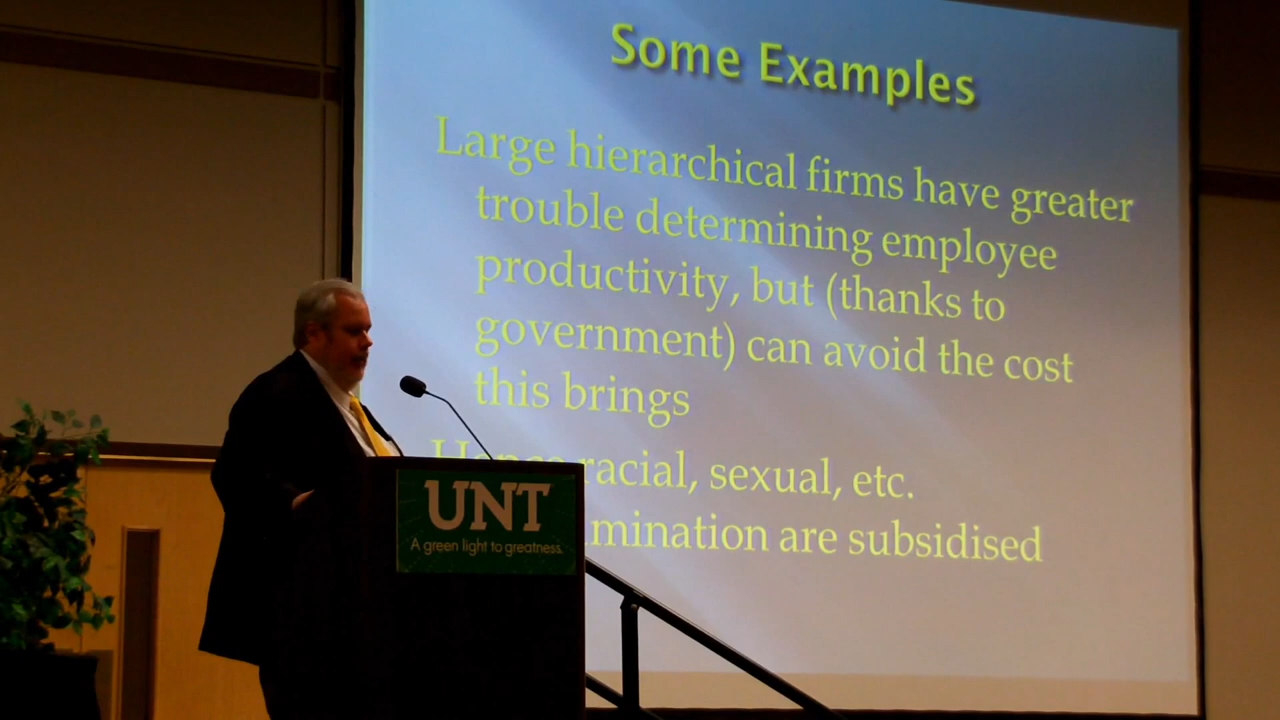 Some Examples
Large hierarchical firms have greater
trouble determining employee
productivity, but (thanks to
government) can avoid the cost
this brings
Hence racial, sexual, etc.
are subsidised
UNT
A green light to greatness.